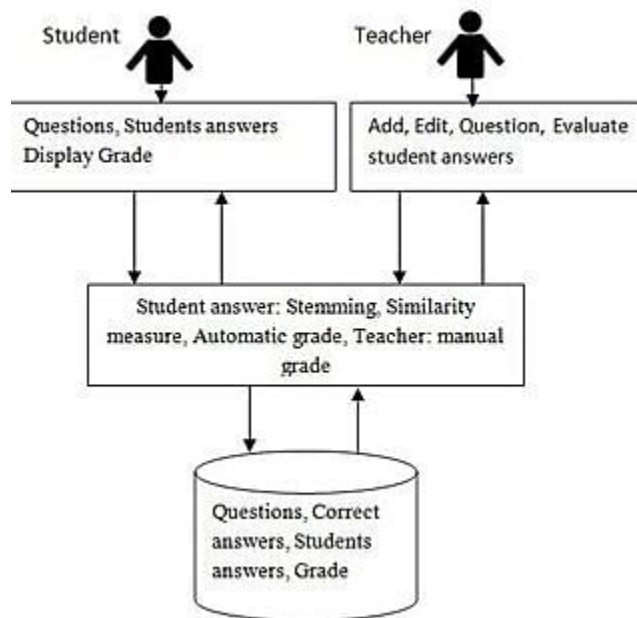 Student
Teacher
Questions, Students answers
Display Grade
Add, Edit, Question, Evaluate
student answers
Student answer: Stemming, Similarity
measure, Automatic grade, Teacher: manual
grade
Questions, Correct
answers, Students
answers, Grade